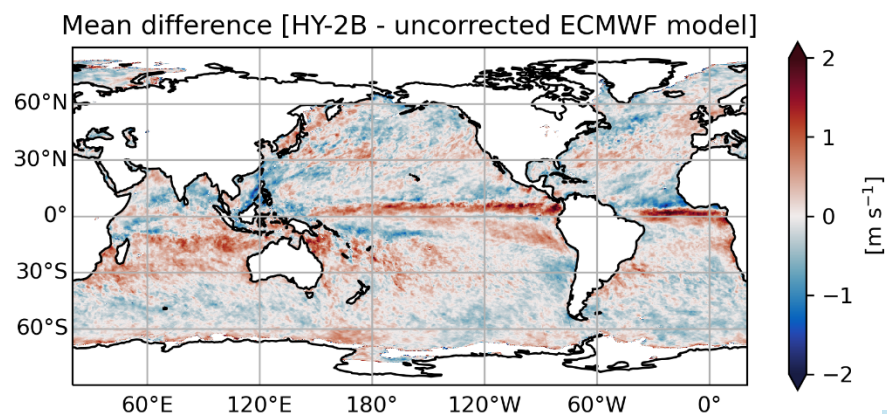 Mean difference [HY-2B - uncorrected ECMWF model]
60°N
30°N
0°
30°S
60°S
60°E
120°E
180°
120°W
60°W
0°
2
1
0
−1
−2
[m s⁻¹]